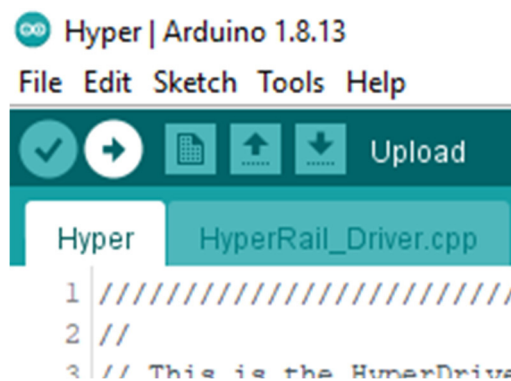 Hyper | Arduino 1.8.13
File Edit Sketch Tools Help
Upload
Hyper HyperRail_Driver.cpp
1 /////////////////////////
2 //
3 // This is the HyperDrive